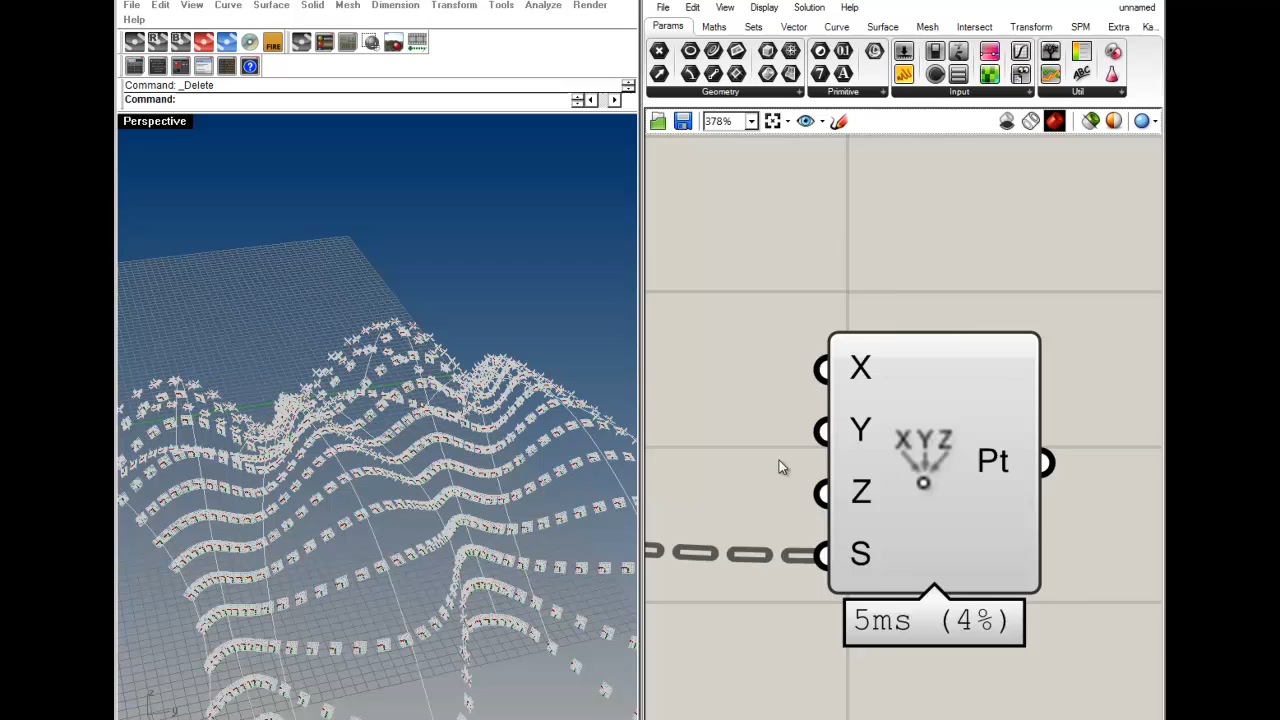 File Edit View Curve Surface Solid Mesh Dimension Transform Tools Analyze Render
Help
FIRE
Command: _Delete
Command:
Perspective
File Edit View Display Solution Help unnamed
Params Maths Sets Vector Curve Surface Mesh Intersect Transform SPM Extra Ka...
Geometry Primitive Input Util
378%
X
Y
Z
S
X Y Z
Pt
5ms (4%)